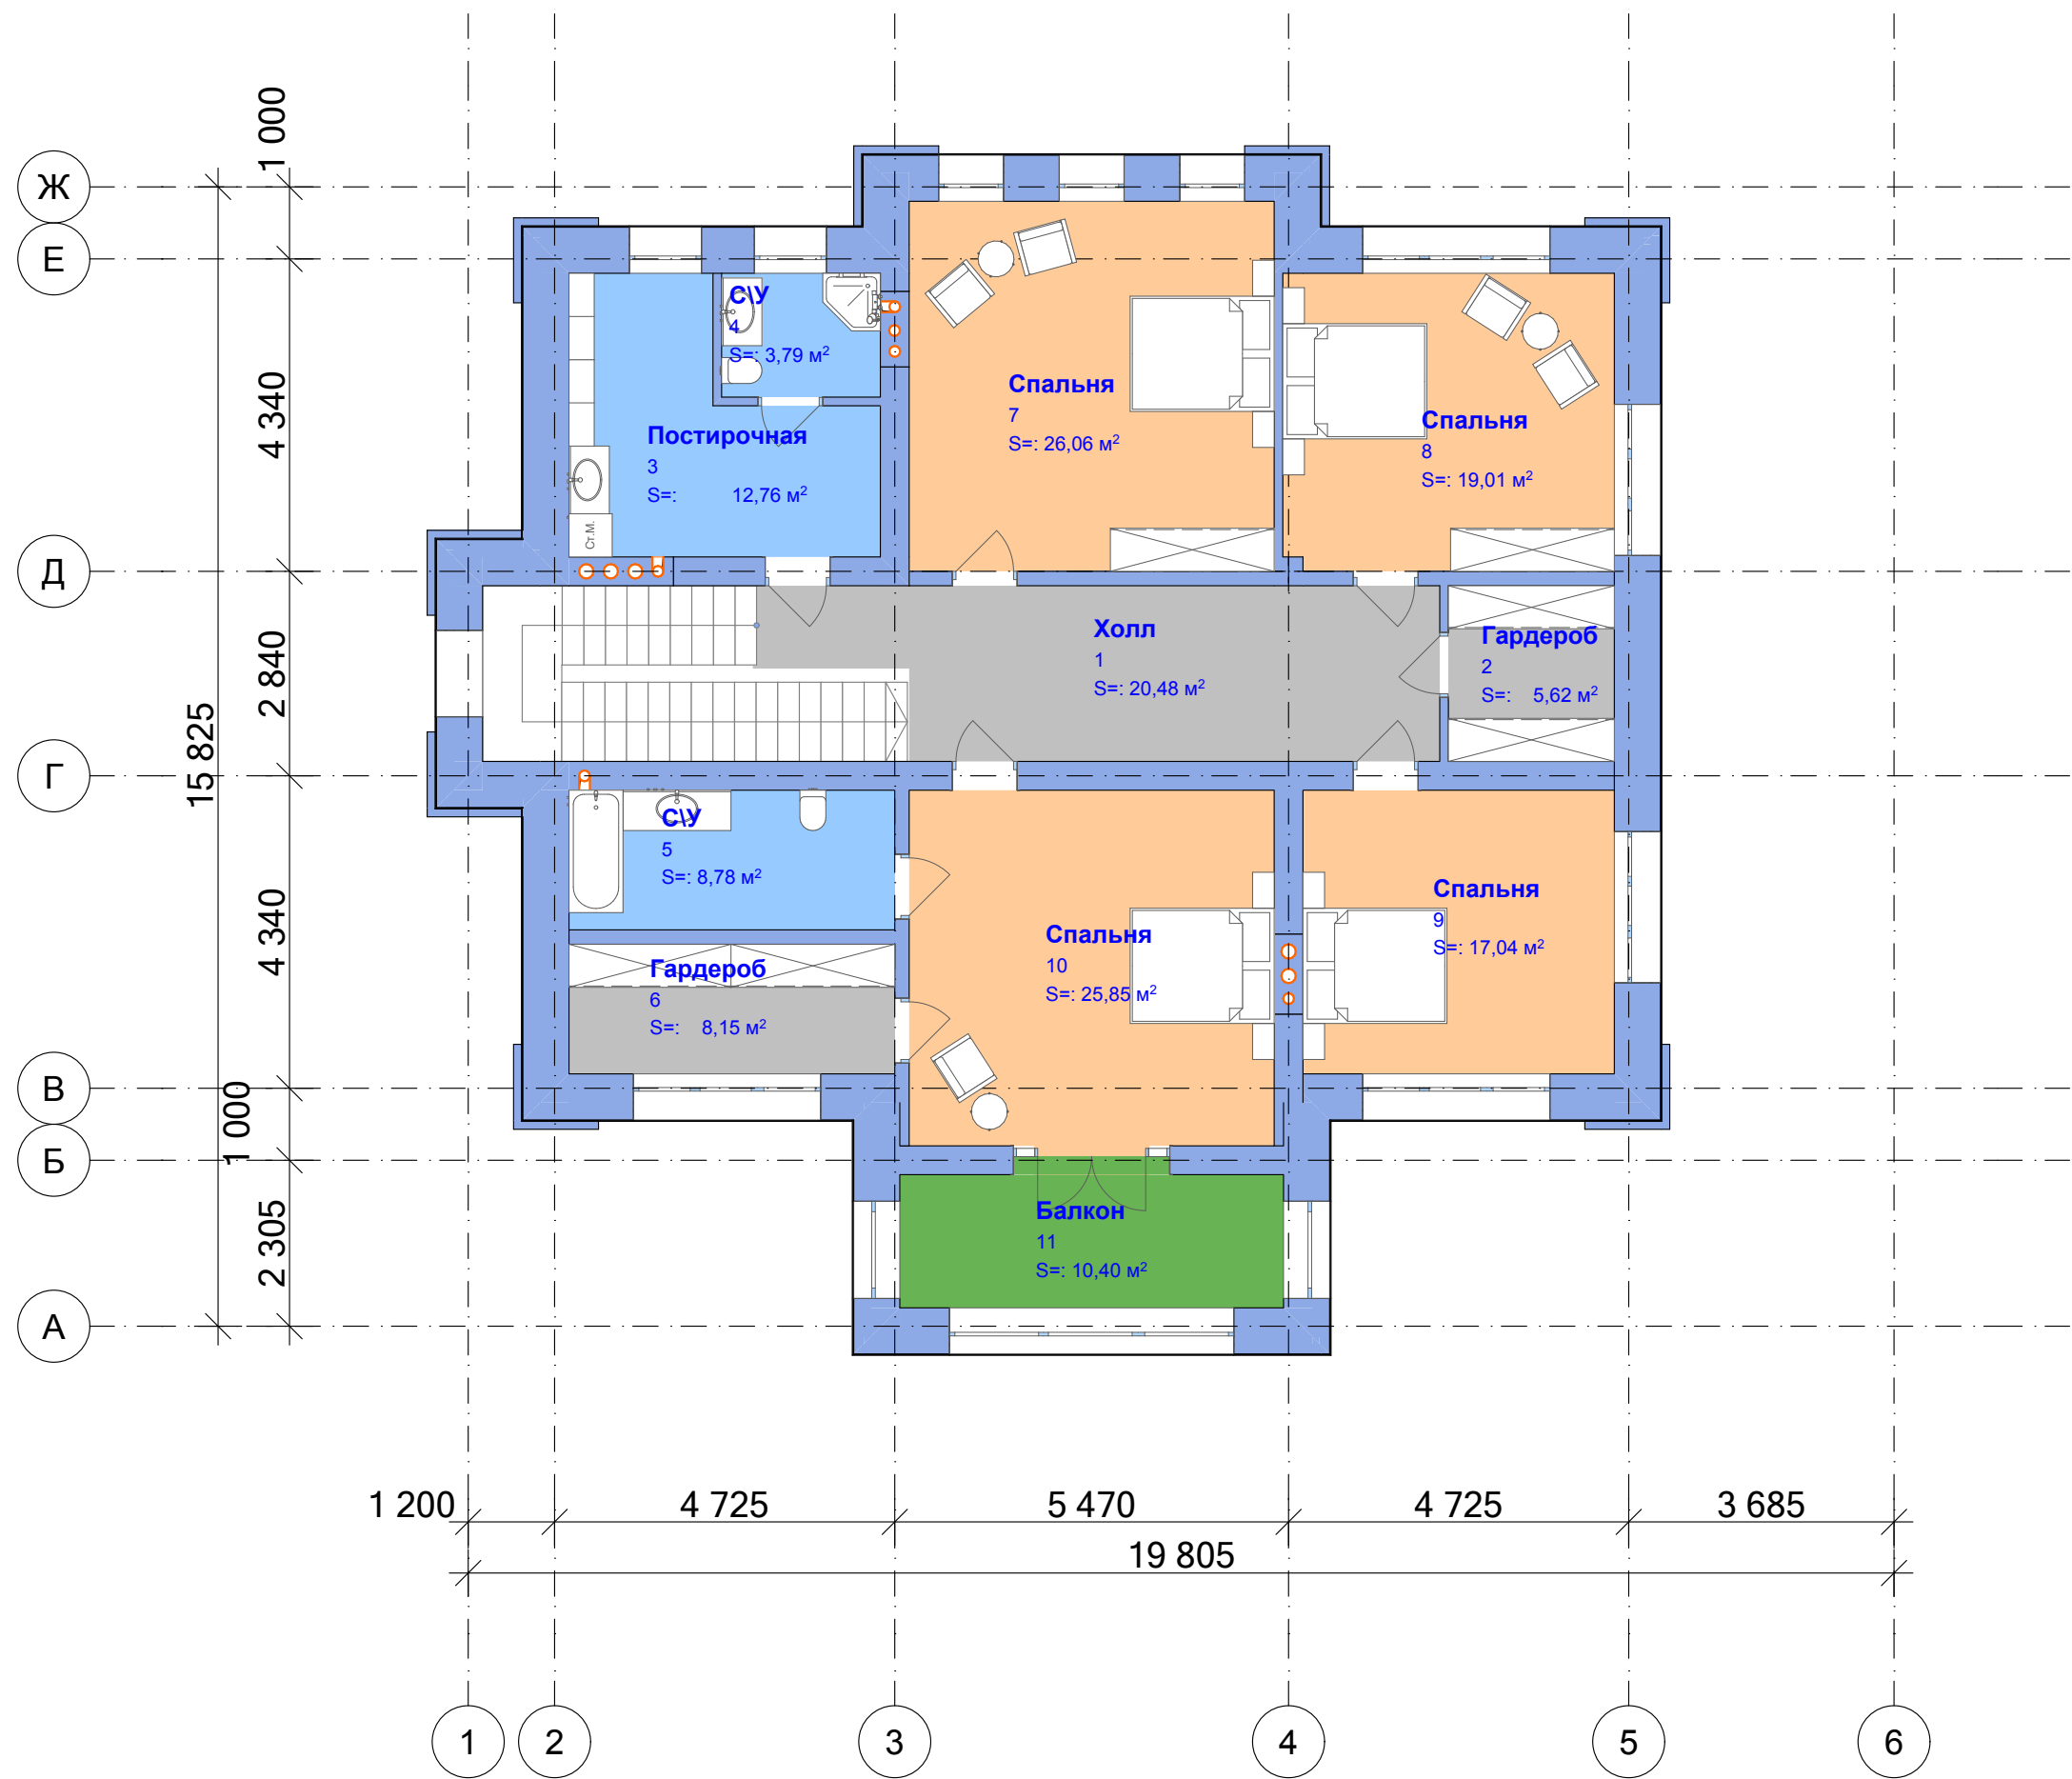 1 000
Ж
Е
С\У
4
S=: 3,79 м²
4 340
Спальня
7
S=: 26,06 м²
Спальня
8
S=: 19,01 м²
Постирочная
3
S=: 12,76 м²
Ст.М.
Д
Холл
1
S=: 20,48 м²
Гардероб
2
S=: 5,62 м²
2 840
15 825
Г
С\У
5
S=: 8,78 м²
Спальня
9
S=: 17,04 м²
4 340
Спальня
10
S=: 25,85 м²
Гардероб
6
S=: 8,15 м²
В
1 000
Б
Балкон
11
S=: 10,40 м²
2 305
А
1 200
4 725
5 470
4 725
3 685
19 805
1
2
3
4
5
6